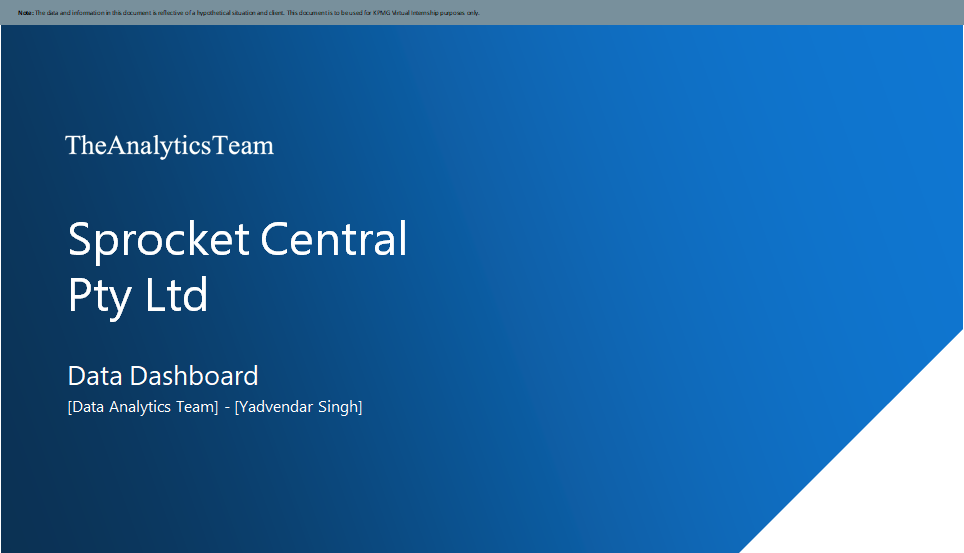 Note: The data and information in this document is reflective of a hypothetical situation and client. This document is to be used for KPMG Virtual Internship purposes only.
TheAnalyticsTeam
Sprocket Central
Pty Ltd
Data Dashboard
[Data Analytics Team] - [Yadvendar Singh]